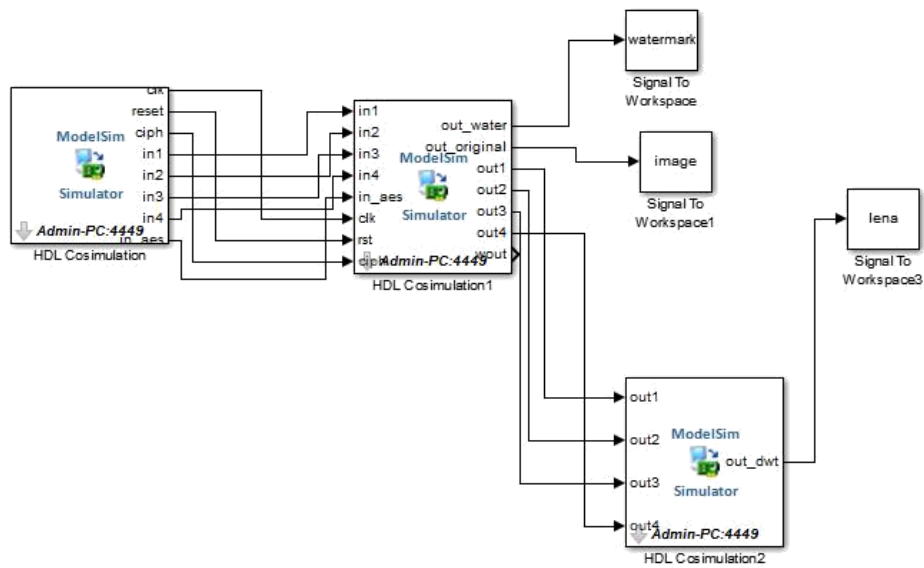 clk
reset
ciph
in1
in2
in3
in4
in_aes
ModelSim
Simulator
Admin-PC:4449
HDL Cosimulation
in1
in2
in3
in4
in_aes
clk
rst
ciph
ModelSim
Simulator
Admin-PC:4449
out_water
out_original
out1
out2
out3
out4
wout
HDL Cosimulation1
watermark
Signal To
Workspace
image
Signal To
Workspace1
lena
Signal To
Workspace3
out1
out2
out3
out4
ModelSim
Simulator
out_dwt
Admin-PC:4449
HDL Cosimulation2